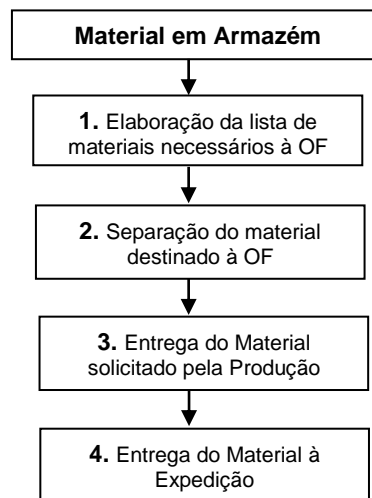 Material em Armazém
1. Elaboração da lista de
materiais necessários à OF
2. Separação do material
destinado à OF
3. Entrega do Material
solicitado pela Produção
4. Entrega do Material à
Expedição